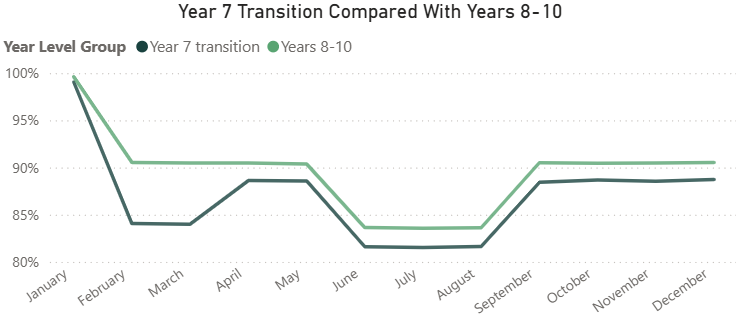 Year 7 Transition Compared With Years 8-10
Year Level Group Year 7 transition Years 8-10
100%
95%
90%
85%
80%
January February March April May June July August September October November December